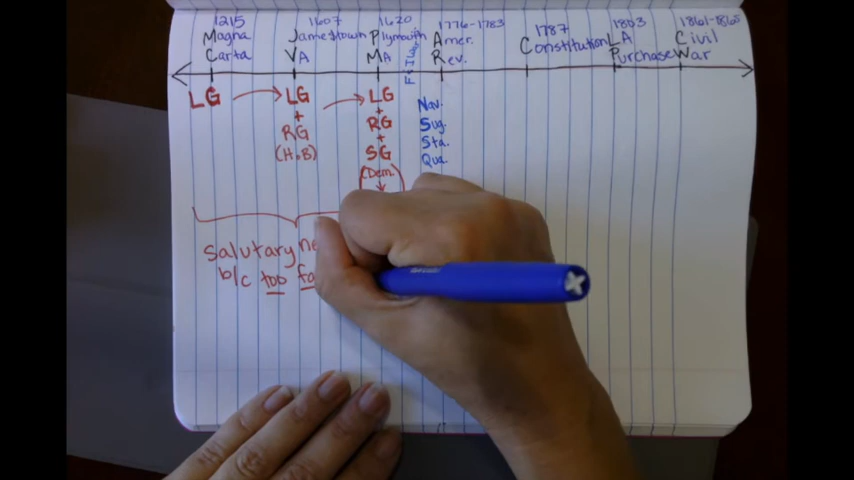 1215
Magna
Carta
1607
Jamestown
VA
1620
Plymouth
MA
1776-1783
Amer.
Rev.
1787
Constitution
1803
LA
Purchase
1861-1865
Civil
War
LG
LG
+
RG
(H.B)
LG
+
RG
+
SG
(Dem.
Nav.
Sug.
Sta.
Qua.
Salutary
b/c too